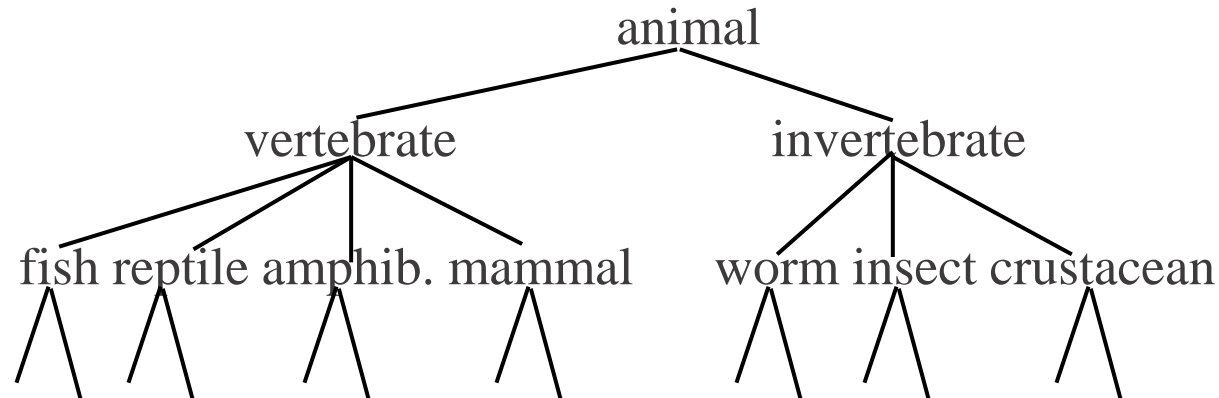 animal
vertebrate invertebrate
fish reptile amphib. mammal worm insect crustacean